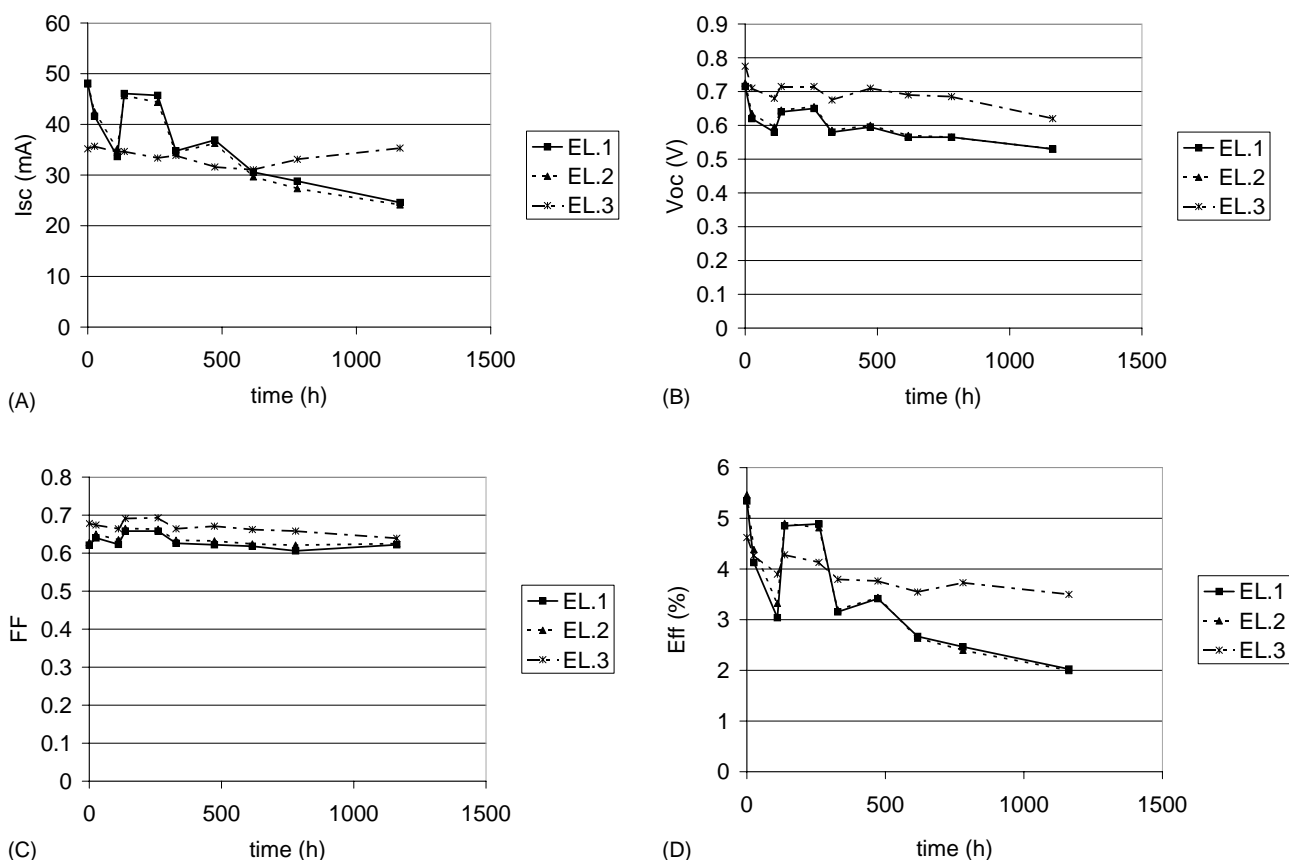 60
50
40
30
20
10
0
Isc (mA)
0 500 1000 1500
time (h)
EL.1
EL.2
EL.3
(A)
0.9
0.8
0.7
0.6
0.5
0.4
0.3
0.2
0.1
0
Voc (V)
0 500 1000 1500
time (h)
EL.1
EL.2
EL.3
(B)
0.8
0.7
0.6
0.5
0.4
0.3
0.2
0.1
0
FF
0 500 1000 1500
time (h)
EL.1
EL.2
EL.3
(C)
6
5
4
3
2
1
0
Eff (%)
0 500 1000 1500
time (h)
EL.1
EL.2
EL.3
(D)